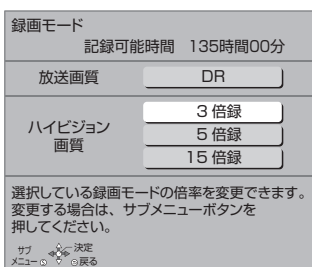 録画モード
記録可能時間 135時間00分
放送画質 DR
ハイビジョン画質
3 倍録
5 倍録
15 倍録
選択している録画モードの倍率を変更できます。
変更する場合は、サブメニューボタンを
押してください。
サブ 決定
メニュー S 戻る